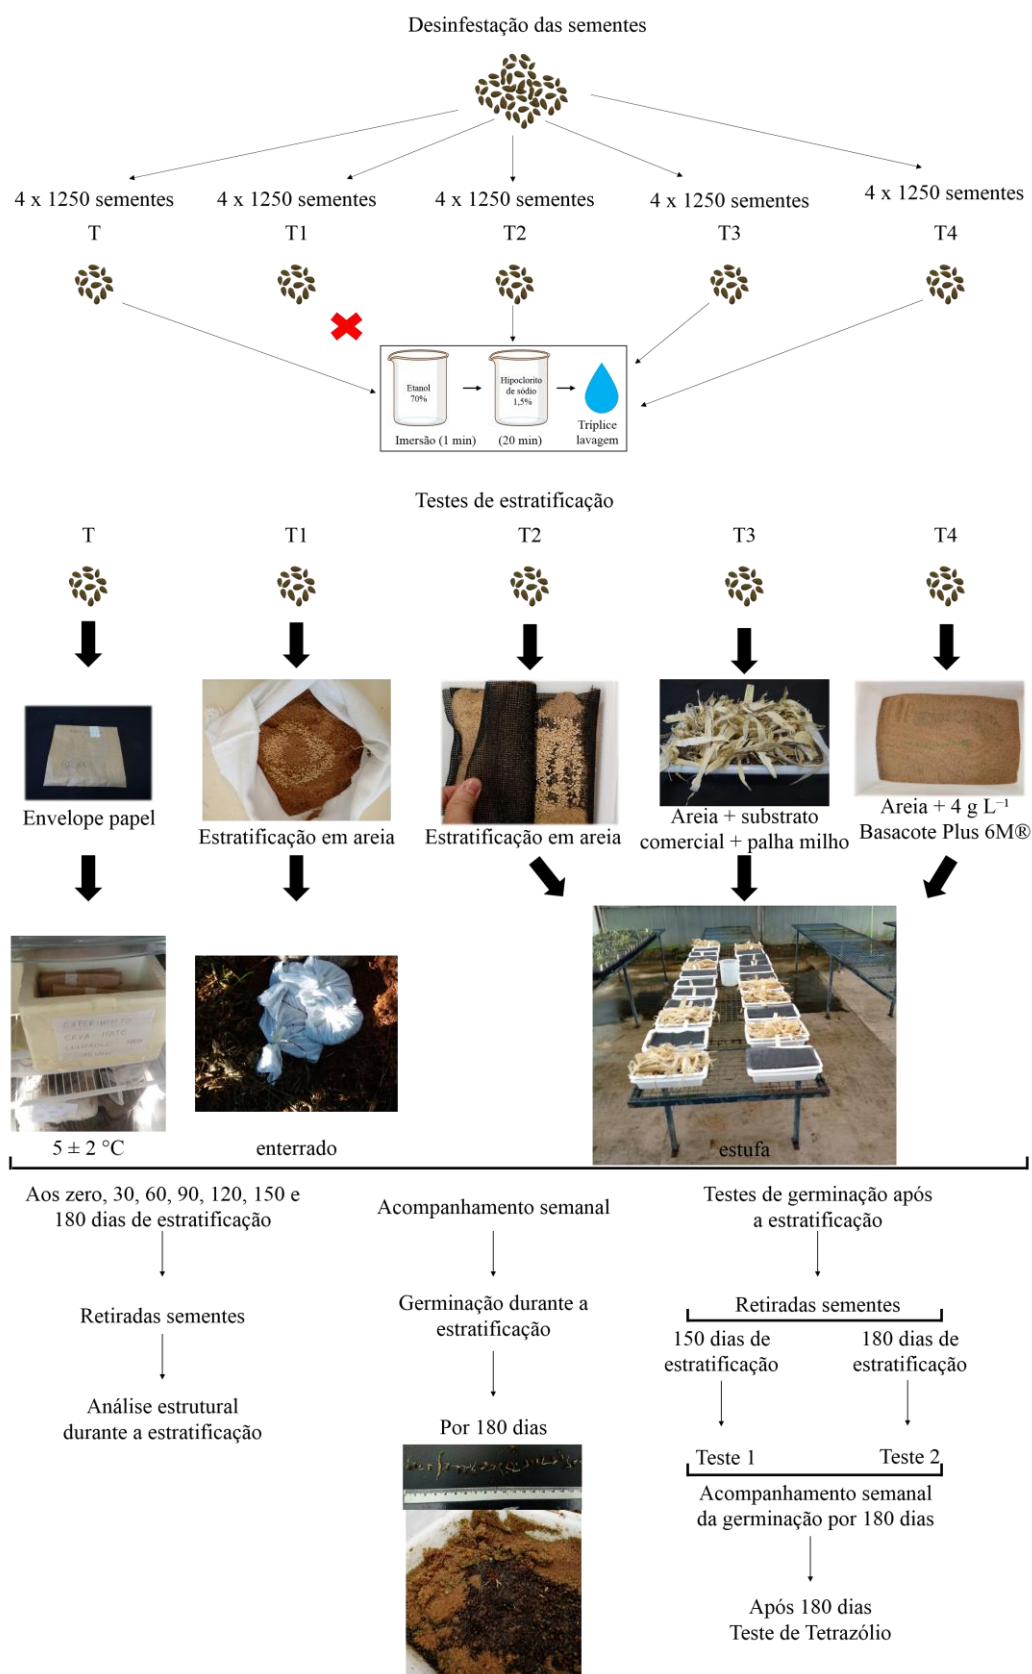 Desinfestação das sementes
4 x 1250 sementes
4 x 1250 sementes
4 x 1250 sementes
4 x 1250 sementes
4 x 1250 sementes
T
T1
T2
T3
T4
Etanol
70%
Hipoclorito
de sódio
1,5%
Imersão (1 min)
(20 min)
Tríplice
lavagem
Testes de estratificação
T
T1
T2
T3
T4
Envelope papel
Estratificação em areia
Estratificação em areia
Areia + substrato
comercial + palha milho
Areia + 4 g L⁻¹
Basacote Plus 6M®
EXPERIMENTO
ERVA-MATE
5 ± 2 °C
enterrado
estufa
Aos zero, 30, 60, 90, 120, 150 e
180 dias de estratificação
Retiradas sementes
Análise estrutural
durante a estratificação
Acompanhamento semanal
Germinação durante a
estratificação
Por 180 dias
Testes de germinação após
a estratificação
Retiradas sementes
150 dias de
estratificação
180 dias de
estratificação
Teste 1
Teste 2
Acompanhamento semanal
da germinação por 180 dias
Após 180 dias
Teste de Tetrazólio